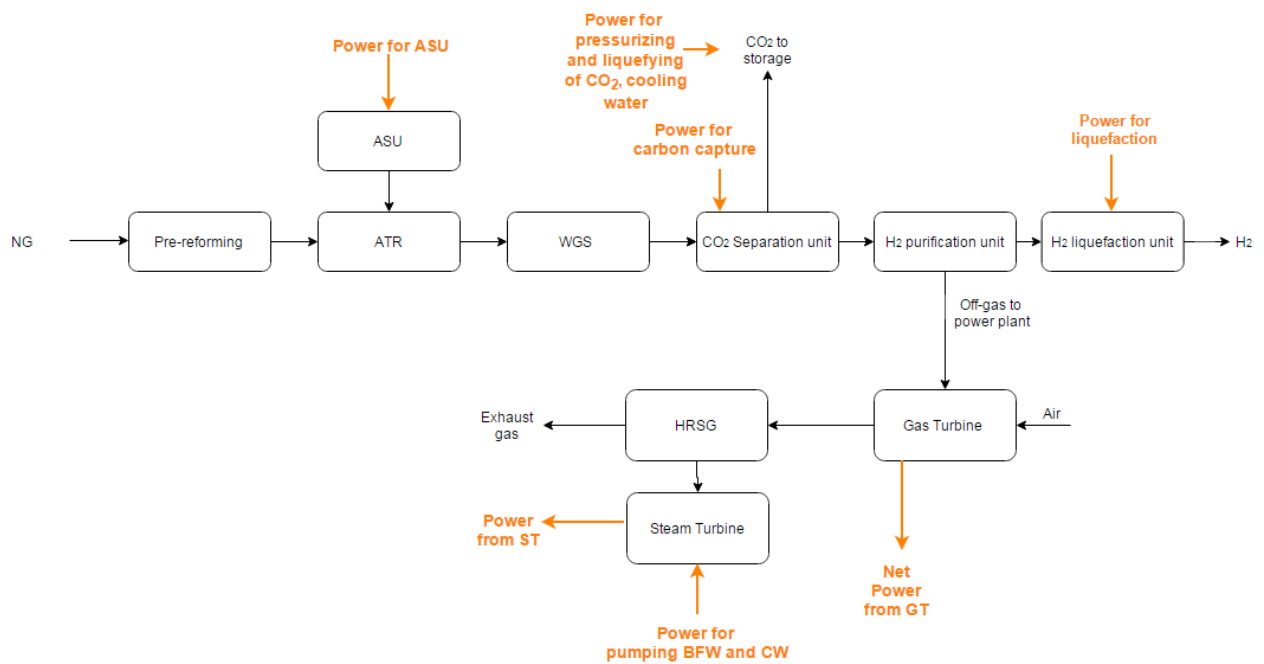 Power for ASU
Power for
pressurizing
and liquefying
of CO2, cooling
water
CO2 to
storage
Power for
carbon capture
Power for
liquefaction
ASU
NG
Pre-reforming
ATR
WGS
CO2 Separation unit
H2 purification unit
H2 liquefaction unit
H2
Off-gas to
power plant
Exhaust
gas
HRSG
Gas Turbine
Air
Power
from ST
Steam Turbine
Net
Power
from GT
Power for
pumping BFW and CW